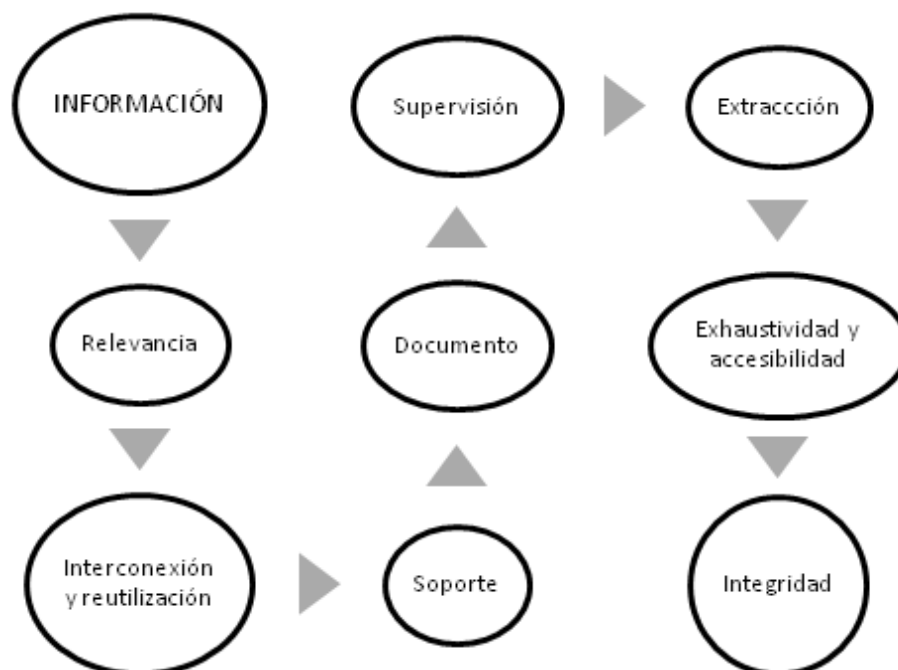 INFORMACIÓN
Relevancia
Interconexión
y reutilización
Soporte
Documento
Supervisión
Extraccción
Exhaustividad y
accesibilidad
Integridad